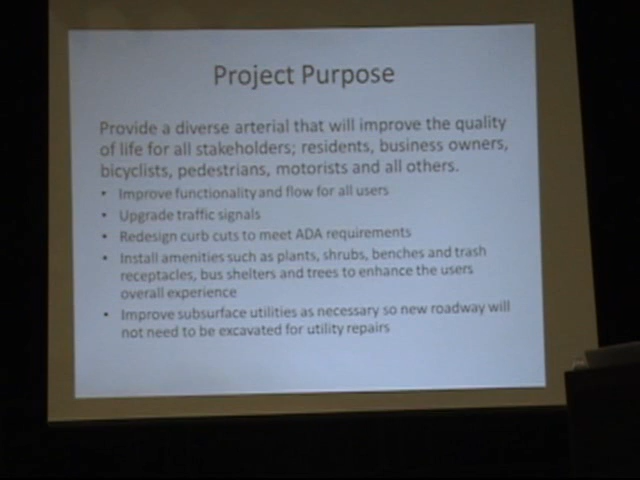 Project Purpose
Provide a diverse arterial that will improve the quality
of life for all stakeholders; residents, business owners,
bicyclists, pedestrians, motorists and all others.
• Improve functionality and flow for all users
• Upgrade traffic signals
• Redesign curb cuts to meet ADA requirements
• Install amenities such as plants, shrubs, benches and trash
receptacles, bus shelters and trees to enhance the users
overall experience
• Improve subsurface utilities as necessary so new roadway will
not need to be excavated for utility repairs